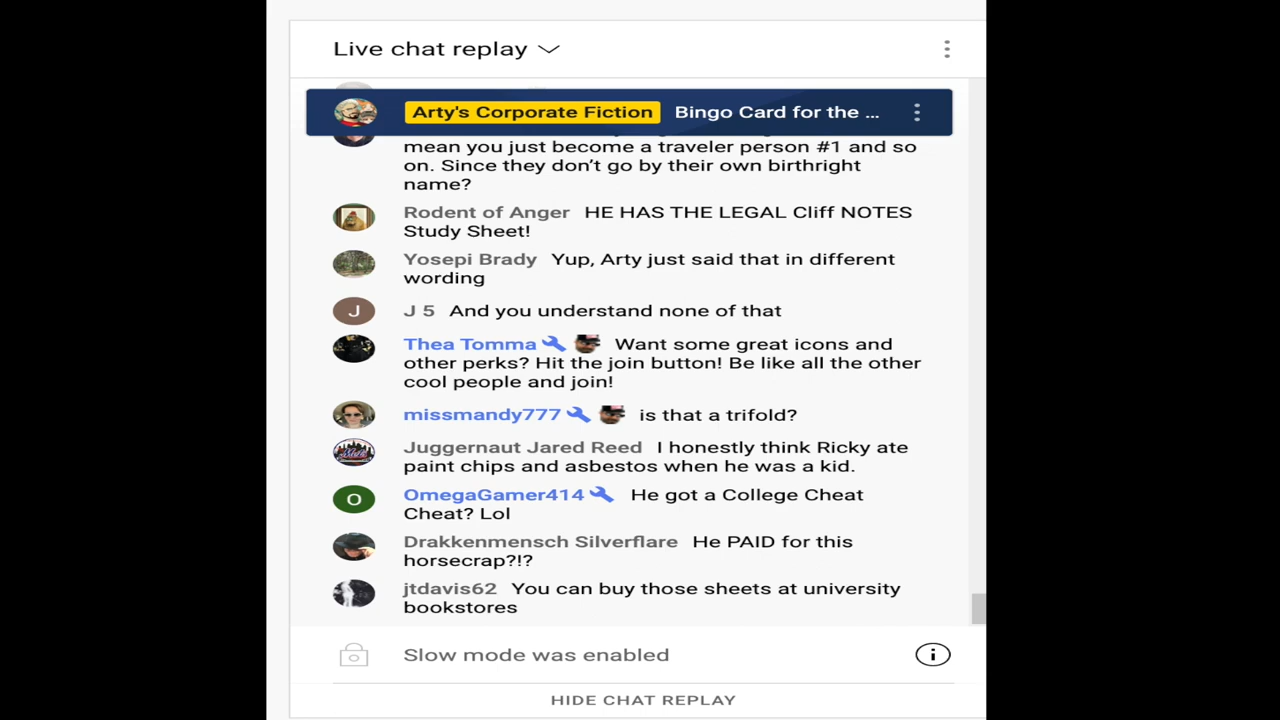 Live chat replay
Arty's Corporate Fiction Bingo Card for the ...
mean you just become a traveler person #1 and so
on. Since they don’t go by their own birthright
name?
Rodent of Anger HE HAS THE LEGAL Cliff NOTES
Study Sheet!
Yosepi Brady Yup, Arty just said that in different
wording
J
J 5 And you understand none of that
Thea Tomma Want some great icons and
other perks? Hit the join button! Be like all the other
cool people and join!
missmandy777 is that a trifold?
Juggernaut Jared Reed I honestly think Ricky ate
paint chips and asbestos when he was a kid.
O
OmegaGamer414 He got a College Cheat
Cheat? Lol
Drakkenmensch Silverflare He PAID for this
horsecrap?!?
jtdavis62 You can buy those sheets at university
bookstores
Slow mode was enabled
HIDE CHAT REPLAY